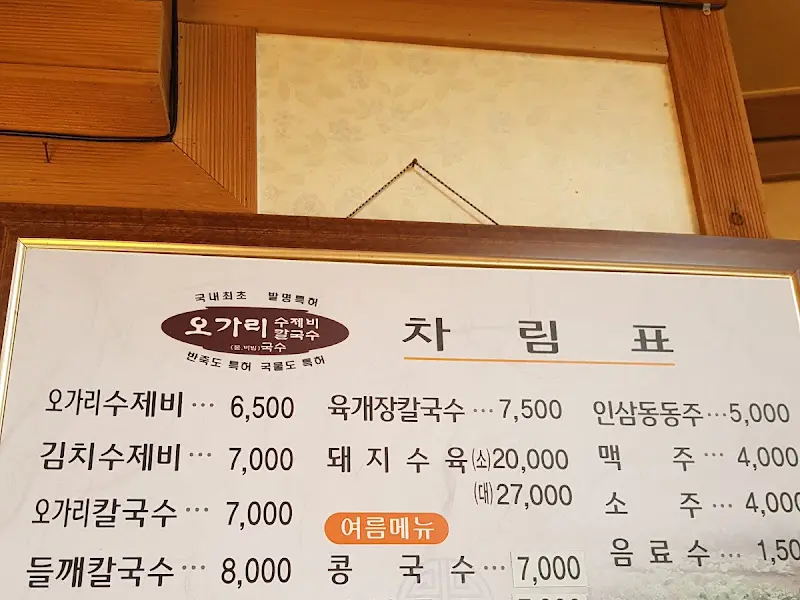 국내최초 발명특허
오가리 수제비
칼국수
(물,비빔)국수
반죽도 특허 국물도 특허
차림표
오가리수제비 … 6,500
김치수제비 … 7,000
오가리칼국수 … 7,000
들깨칼국수 … 8,000
육개장칼국수 … 7,500
돼지수육 (소)20,000
(대)27,000
여름메뉴
콩국수 … 7,000
인삼동동주 … 5,000
맥주 … 4,000
소주 … 4,000
음료수 … 1,50